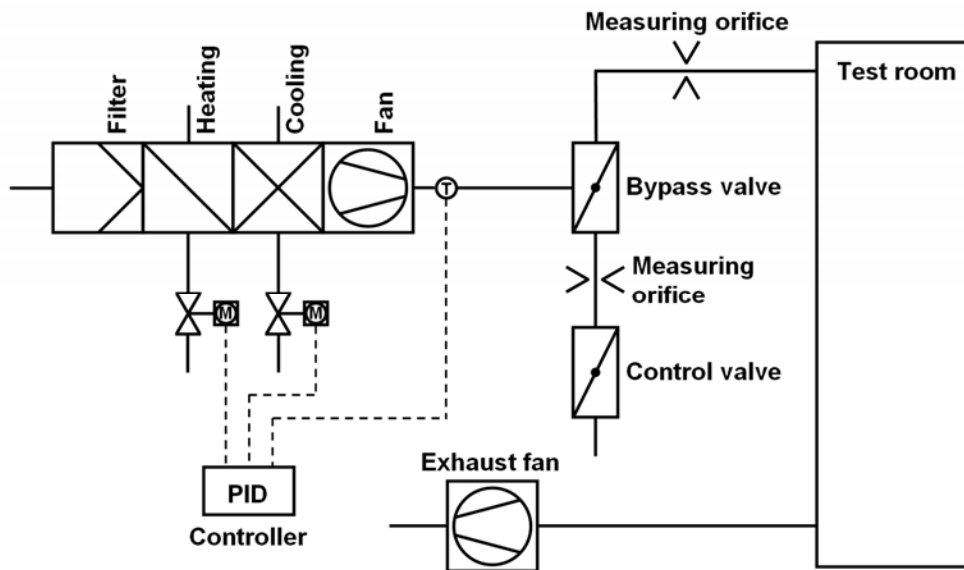 Measuring orifice
Test room
Filter
Heating
Cooling
Fan
T
Bypass valve
Measuring
orifice
M
M
Control valve
Exhaust fan
PID
Controller